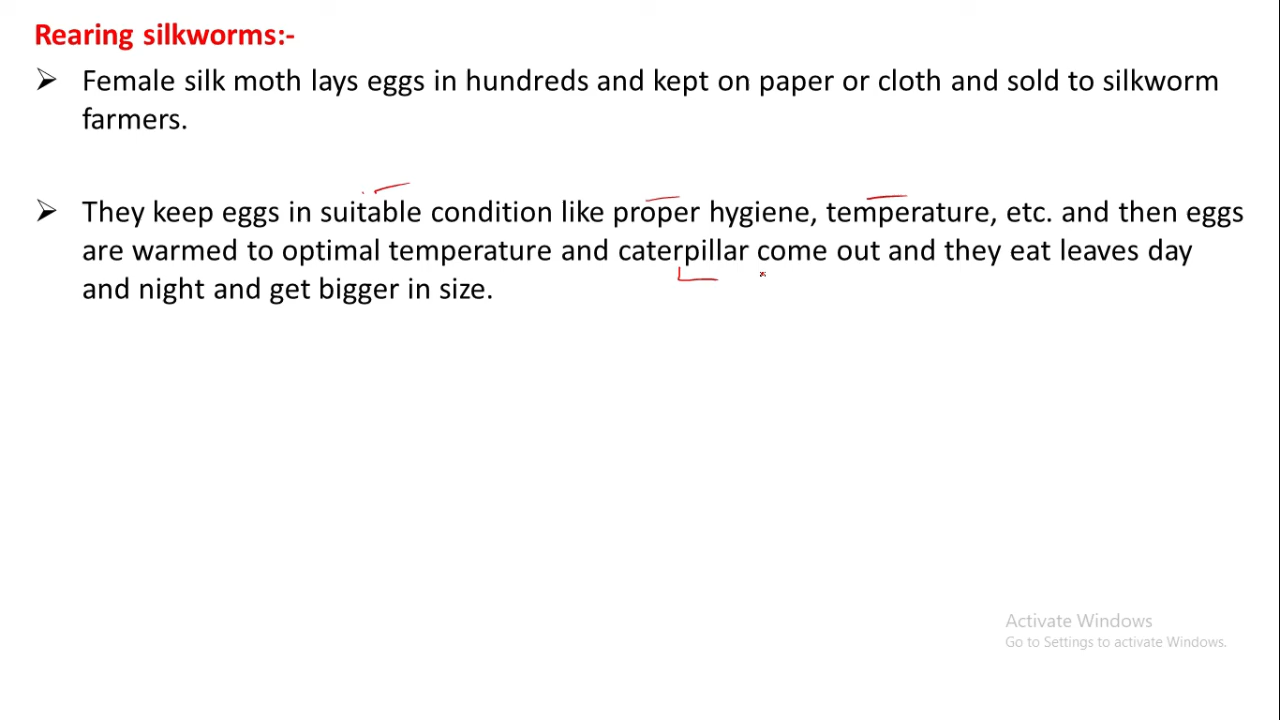 Rearing silkworms:-
➤ Female silk moth lays eggs in hundreds and kept on paper or cloth and sold to silkworm
farmers.
➤ They keep eggs in suitable condition like proper hygiene, temperature, etc. and then eggs
are warmed to optimal temperature and caterpillar come out and they eat leaves day
and night and get bigger in size.
Activate Windows
Go to Settings to activate Windows.